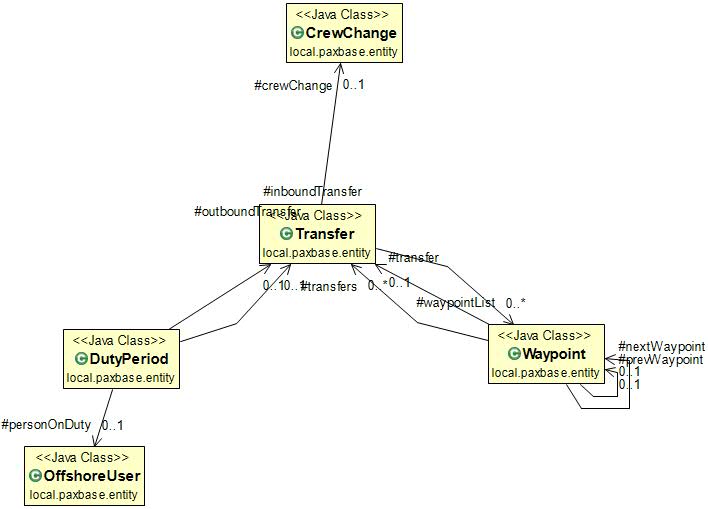 <<Java Class>>
CrewChange
local.paxbase.entity
#crewChange
0..1
#inboundTransfer
#outboundTransfer
<<Java Class>>
Transfer
local.paxbase.entity
#transfer
0..1
0..1
#transfers
0..*
0..1
#waypointList
0..*
<<Java Class>>
DutyPeriod
local.paxbase.entity
<<Java Class>>
Waypoint
local.paxbase.entity
#nextWaypoint
#prevWaypoint
0..1
0..1
#personOnDuty
0..1
<<Java Class>>
OffshoreUser
local.paxbase.entity